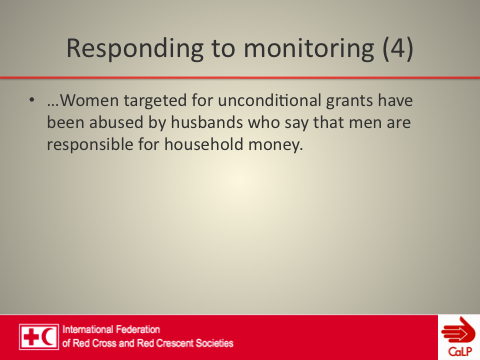 Responding to monitoring (4)
• …Women targeted for unconditional grants have
been abused by husbands who say that men are
responsible for household money.
International Federation
of Red Cross and Red Crescent Societies
CaLP